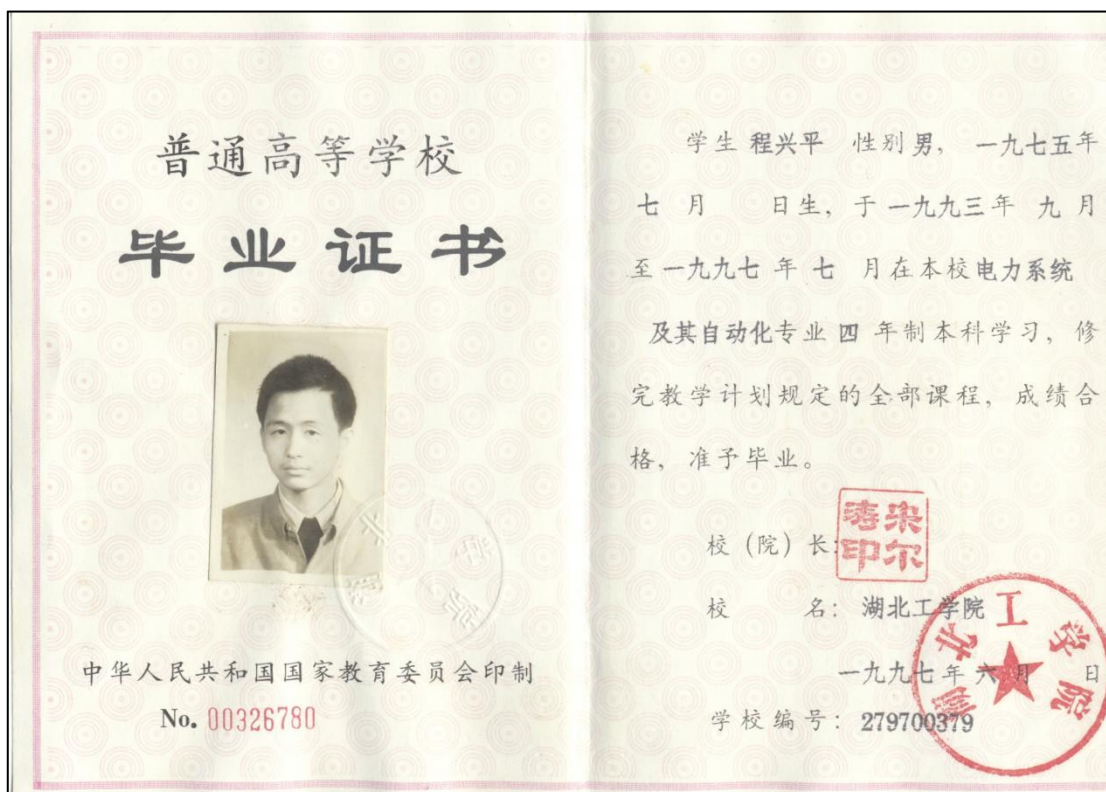 普通高等学校
毕业证书
中华人民共和国国家教育委员会印制
No. 00326780
学生 程兴平 性别 男, 一九七五年
七 月 日生, 于 一九九三 年 九 月
至 一九九七 年 七 月在本校 电力系统
及其自动化专业 四 年制本科学习, 修
完教学计划规定的全部课程, 成绩合
格, 准予毕业。
校 (院) 长:
校 名: 湖北工学院
一九九七 年 六 月 日
学校编号: 279700379
湖北工学院